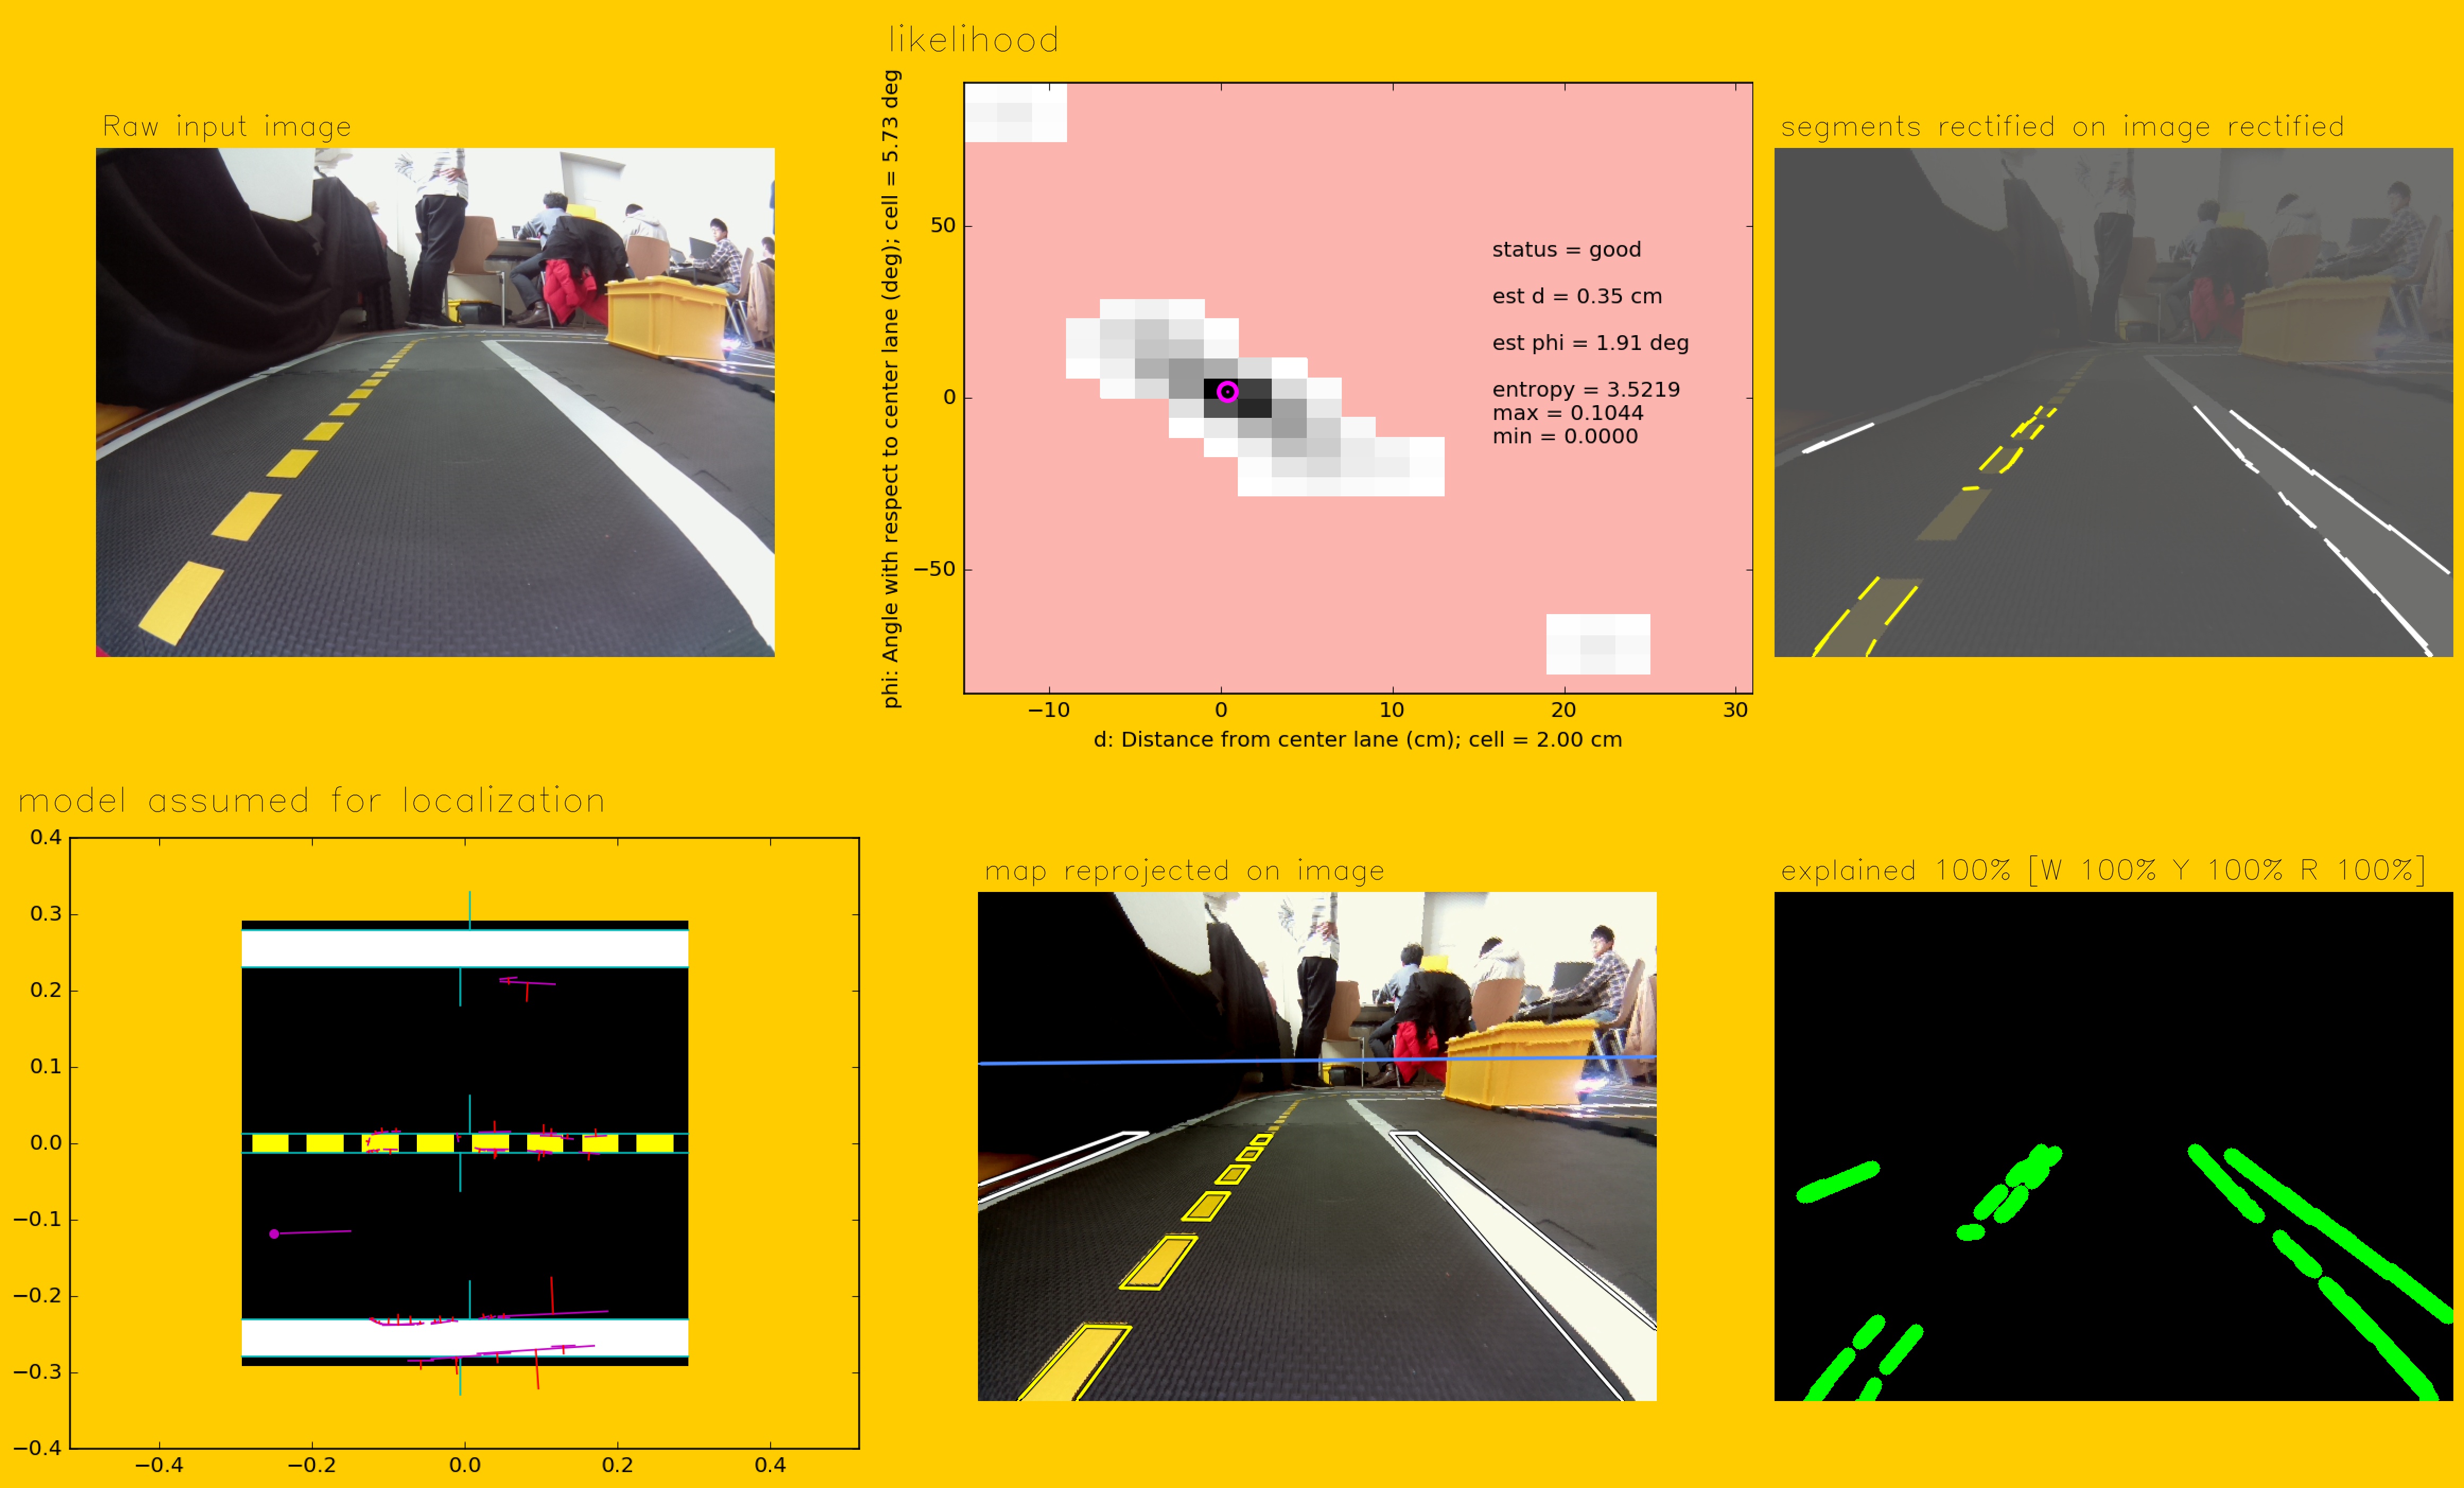 likelihood
Raw input image
segments rectified on image rectified
phi: Angle with respect to center lane (deg); cell = 5.73 deg
50
0
−50
status = good
est d = 0.35 cm
est phi = 1.91 deg
entropy = 3.5219
max = 0.1044
min = 0.0000
−10 0 10 20 30
d: Distance from center lane (cm); cell = 2.00 cm
model assumed for localization
0.4
0.3
0.2
0.1
0.0
−0.1
−0.2
−0.3
−0.4
−0.4 −0.2 0.0 0.2 0.4
map reprojected on image
explained 100% [W 100% Y 100% R 100%]